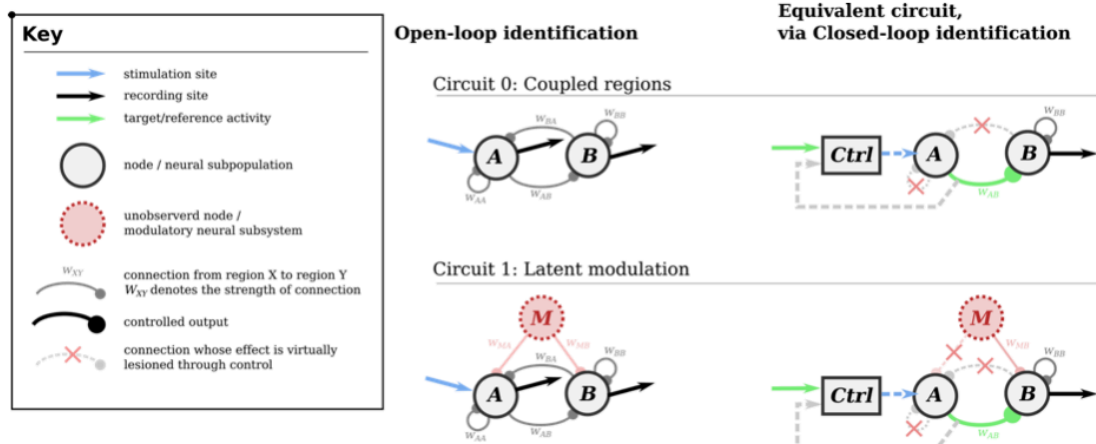 Key
stimulation site
recording site
target/reference activity
node / neural subpopulation
unobserverd node /
modulatory neural subsystem
W_XY
connection from region X to region Y
W_XY denotes the strength of connection
controlled output
connection whose effect is virtually
lesioned through control
Open-loop identification
Equivalent circuit,
via Closed-loop identification
Circuit 0: Coupled regions
W_BA
W_BB
A
B
W_AA
W_AB
W_BB
Ctrl
A
B
W_AB
Circuit 1: Latent modulation
M
W_MA
W_MB
W_BA
W_BB
A
B
W_AA
W_AB
M
W_MB
W_BB
Ctrl
A
B
W_AB